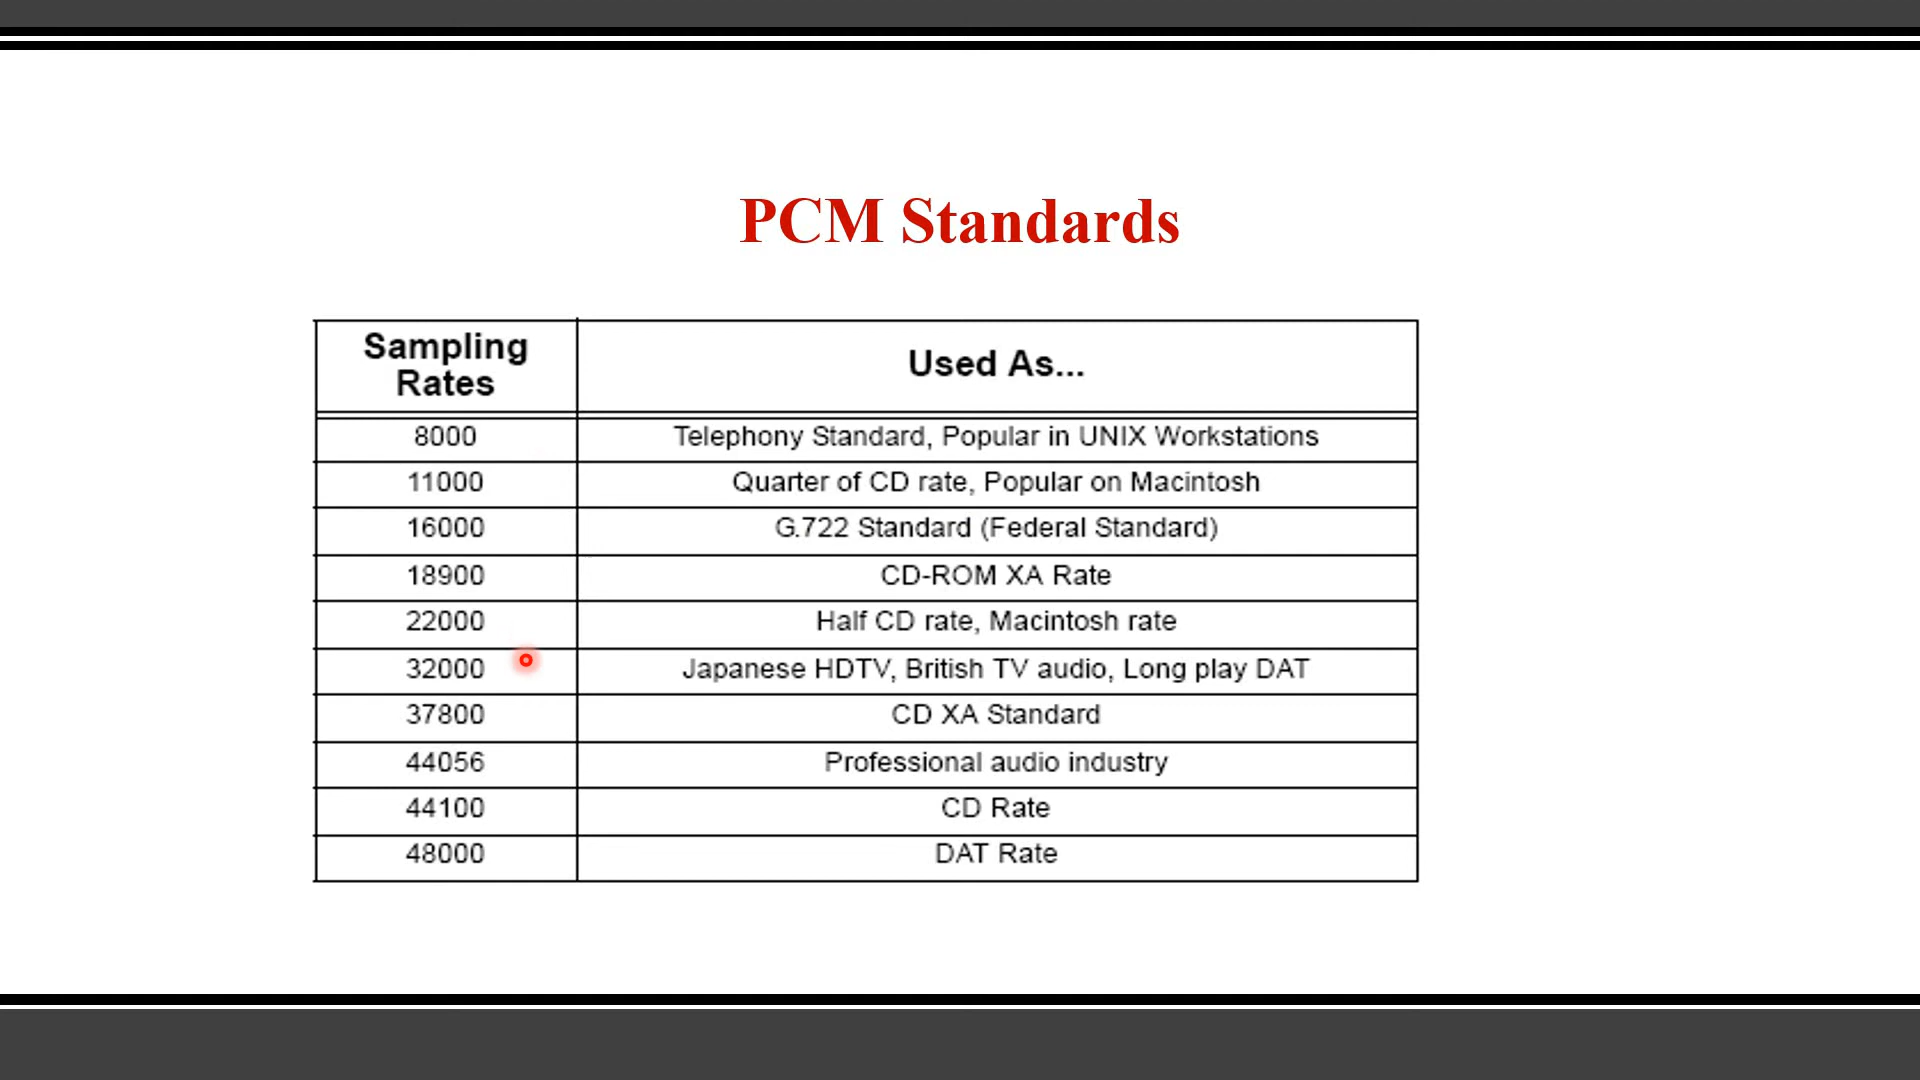 PCM Standards
Sampling
Rates
Used As...
8000 Telephony Standard, Popular in UNIX Workstations
11000 Quarter of CD rate, Popular on Macintosh
16000 G.722 Standard (Federal Standard)
18900 CD-ROM XA Rate
22000 Half CD rate, Macintosh rate
32000 Japanese HDTV, British TV audio, Long play DAT
37800 CD XA Standard
44056 Professional audio industry
44100 CD Rate
48000 DAT Rate